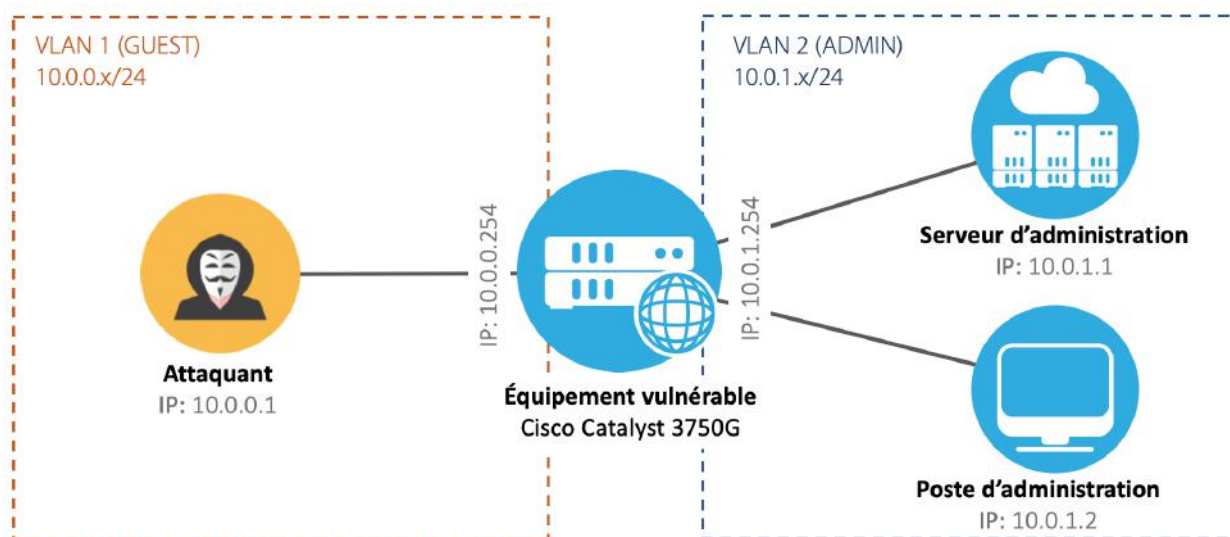 VLAN 1 (GUEST)
10.0.0.x/24
VLAN 2 (ADMIN)
10.0.1.x/24
Attaquant
IP: 10.0.0.1
IP: 10.0.0.254
Équipement vulnérable
Cisco Catalyst 3750G
IP: 10.0.1.254
Serveur d'administration
IP: 10.0.1.1
Poste d'administration
IP: 10.0.1.2